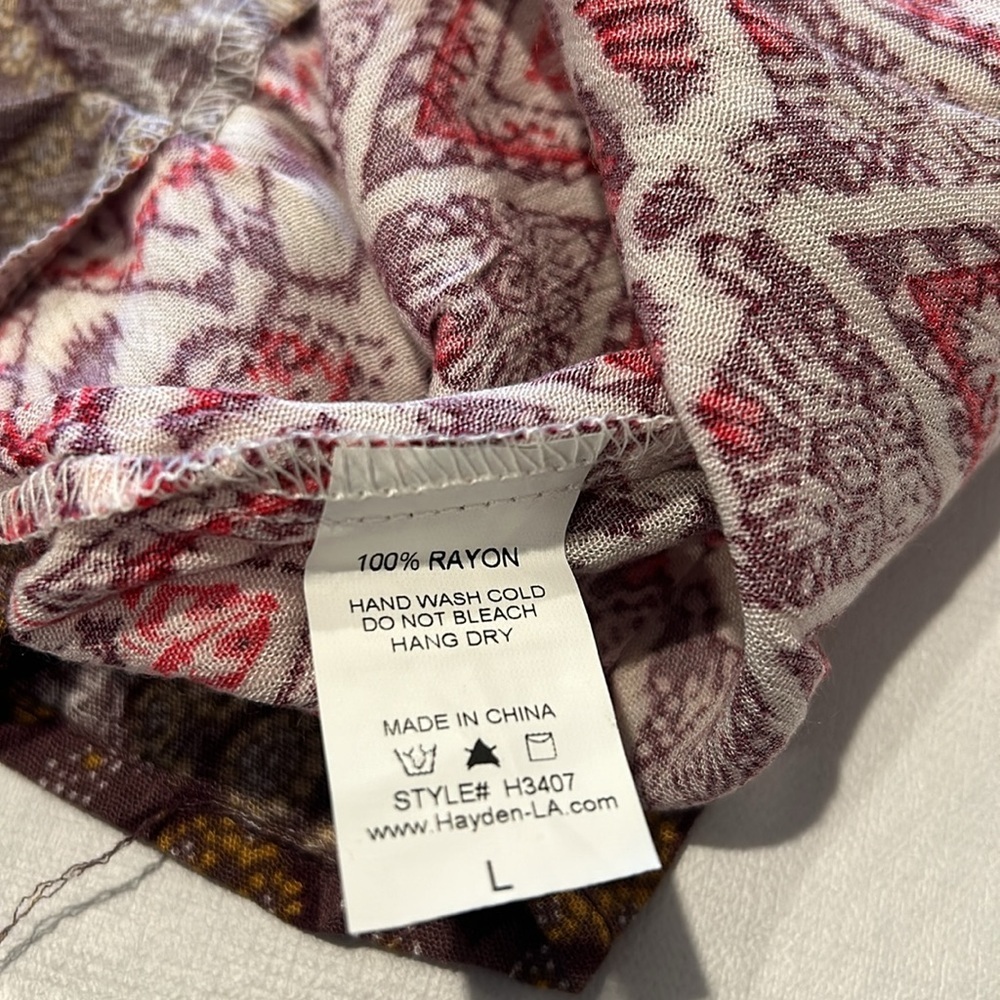 100% RAYON
HAND WASH COLD
DO NOT BLEACH
HANG DRY
MADE IN CHINA
STYLE# H3407
www.Hayden-LA.com
L